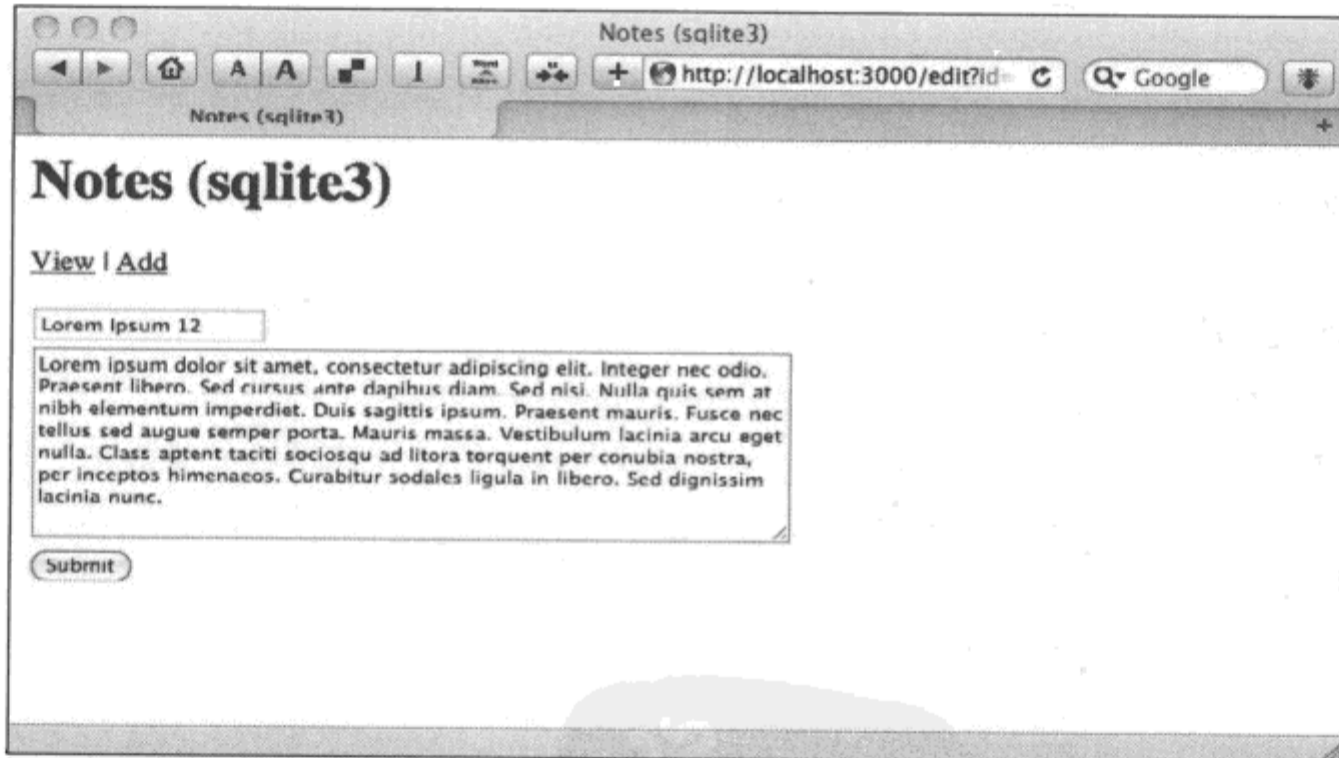 Notes (sqlite3)
A A
http://localhost:3000/edit?id=
Google
Notes (sqlite3)
Notes (sqlite3)
View | Add
Lorem Ipsum 12
Lorem ipsum dolor sit amet, consectetur adipiscing elit. Integer nec odio.
Praesent libero. Sed cursus ante dapibus diam. Sed nisi. Nulla quis sem at
nibh elementum imperdiet. Duis sagittis ipsum. Praesent mauris. Fusce nec
tellus sed augue semper porta. Mauris massa. Vestibulum lacinia arcu eget
nulla. Class aptent taciti sociosqu ad litora torquent per conubia nostra,
per inceptos himenaeos. Curabitur sodales ligula in libero. Sed dignissim
lacinia nunc.
Submit